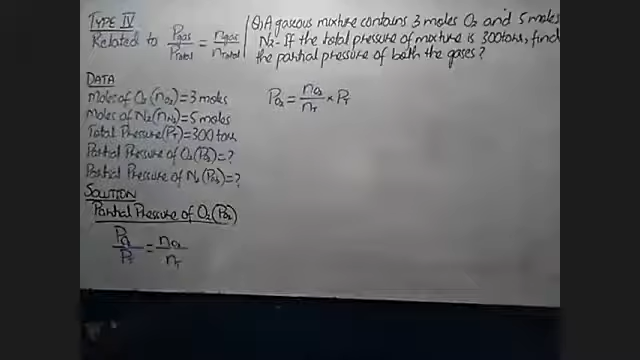 TYPE IV
Related to Pgas/Ptotal = ngas/ntotal
Q) A gaseous mixture contains 3 moles O₂ and 5 moles
N₂. If the total pressure of mixture is 300torr, find
the partial pressure of both the gases?
DATA
Moles of O₂(nO₂)=3 moles
Moles of N₂(nN₂)=5 moles
Total Pressure(PT)=300 torr
Partial Pressure of O₂(PO₂)=?
Partial Pressure of N₂(PN₂)=?
SOLUTION
Partial Pressure of O₂(PO₂)
PO₂/PT = nO₂/nT
PO₂ = nO₂/nT × PT